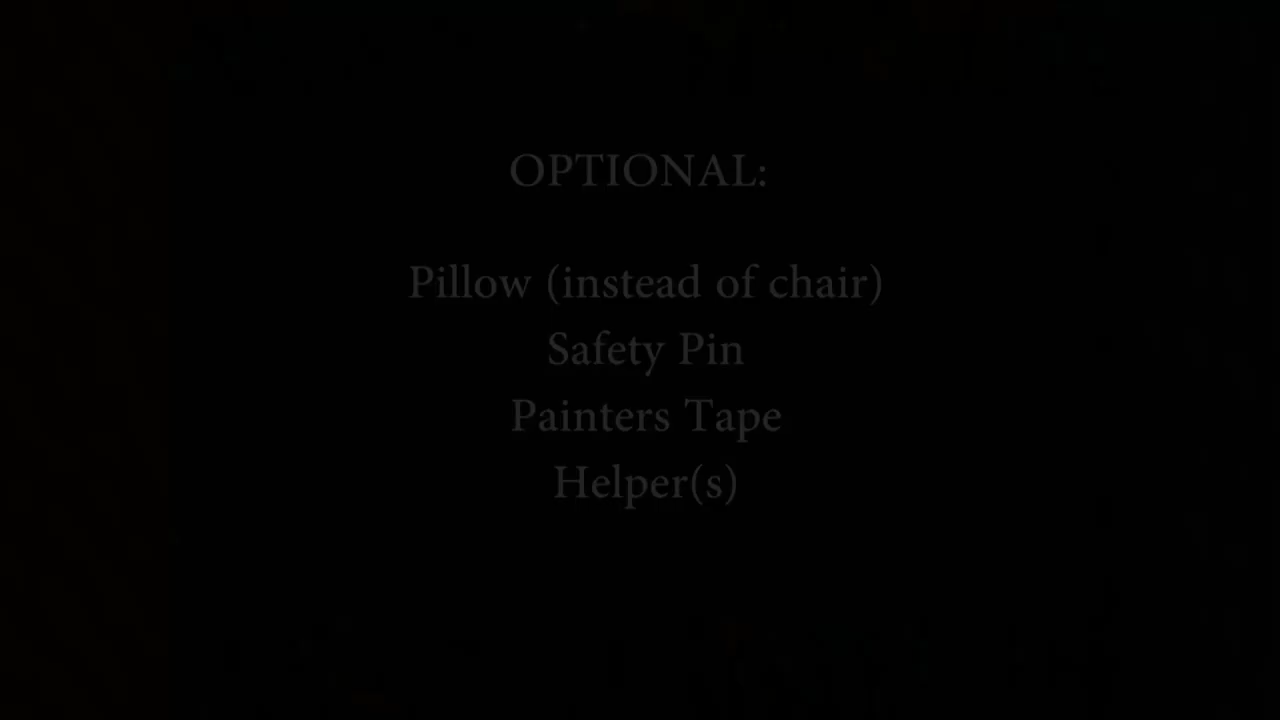 OPTIONAL:
Pillow (instead of chair)
Safety Pin
Painters Tape
Helper(s)